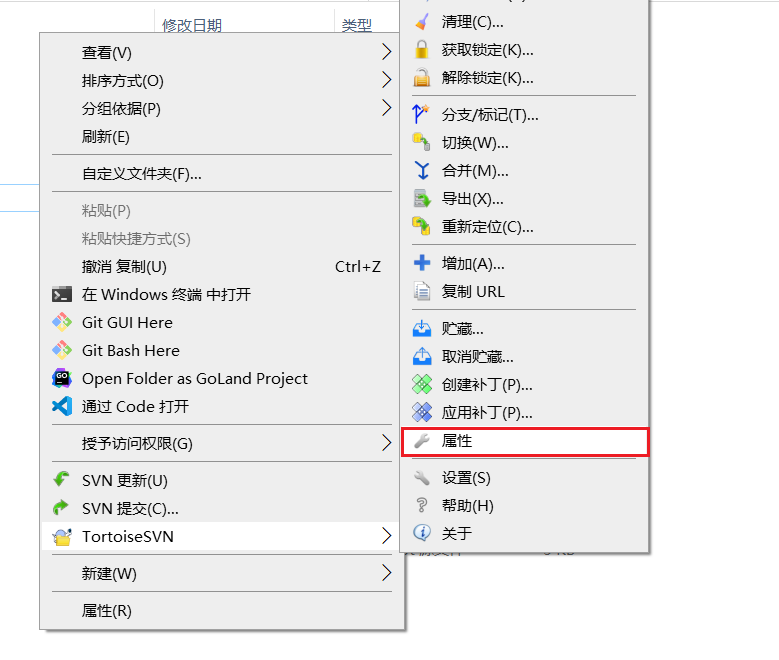 修改日期
类型
查看(V)
排序方式(O)
分组依据(P)
刷新(E)
自定义文件夹(F)...
粘贴(P)
粘贴快捷方式(S)
撤消 复制(U) Ctrl+Z
在 Windows 终端 中打开
Git GUI Here
Git Bash Here
Open Folder as GoLand Project
通过 Code 打开
授予访问权限(G)
SVN 更新(U)
SVN 提交(C)...
TortoiseSVN
新建(W)
属性(R)
清理(C)...
获取锁定(K)...
解除锁定(K)...
分支/标记(T)...
切换(W)...
合并(M)...
导出(X)...
重新定位(C)...
增加(A)...
复制 URL
贮藏...
取消贮藏...
创建补丁(P)...
应用补丁(P)...
属性
设置(S)
帮助(H)
关于